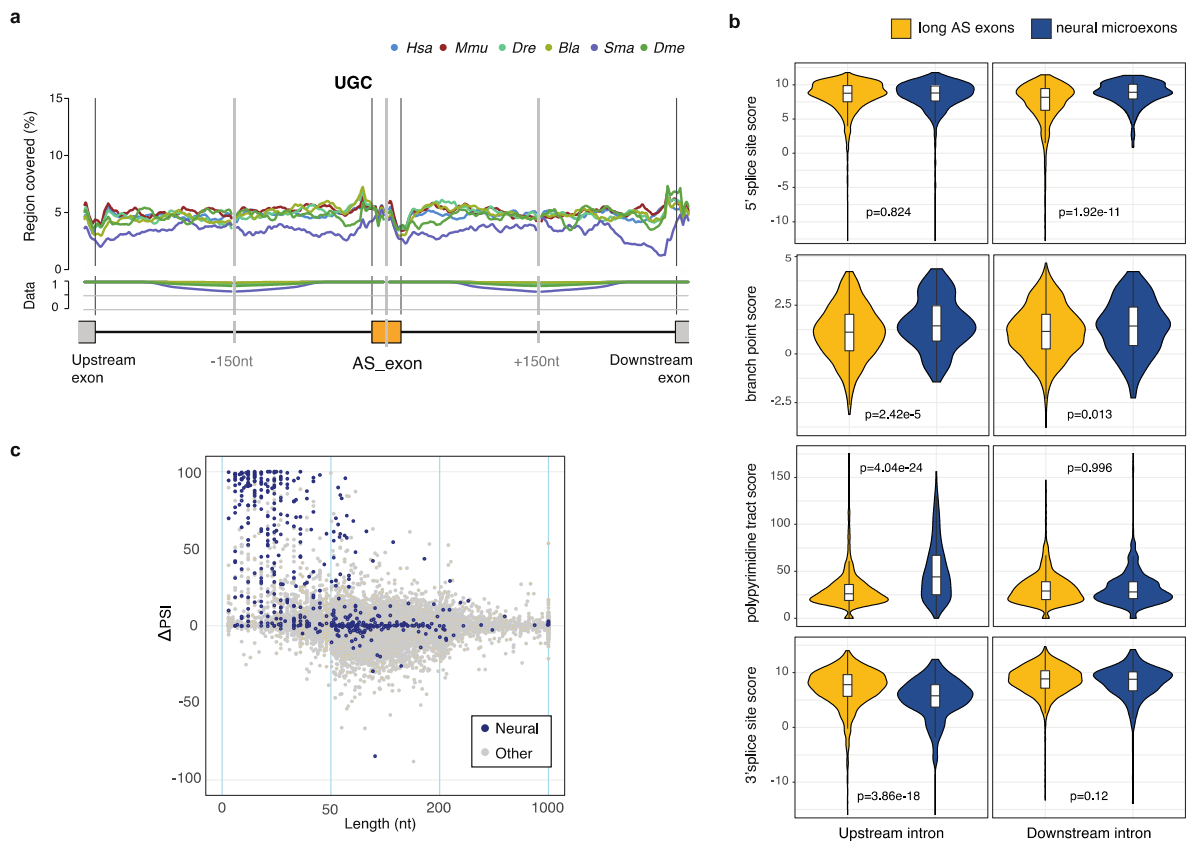 a
Hsa Mmu Dre Bla Sma Dme
UGC
Region covered (%)
15
10
5
0
Data
1
0
Upstream
exon
-150nt
AS_exon
+150nt
Downstream
exon
b
long AS exons
neural microexons
5' splice site score
10
5
0
-5
-10
p=0.824
p=1.92e-11
branch point score
5
2.5
0
-2.5
p=2.42e-5
p=0.013
polypyrimidine tract score
150
100
50
0
p=4.04e-24
p=0.996
3'splice site score
10
0
-10
p=3.86e-18
p=0.12
Upstream intron
Downstream intron
c
ΔPSI
100
50
0
-50
-100
Neural
Other
0
50
200
1000
Length (nt)